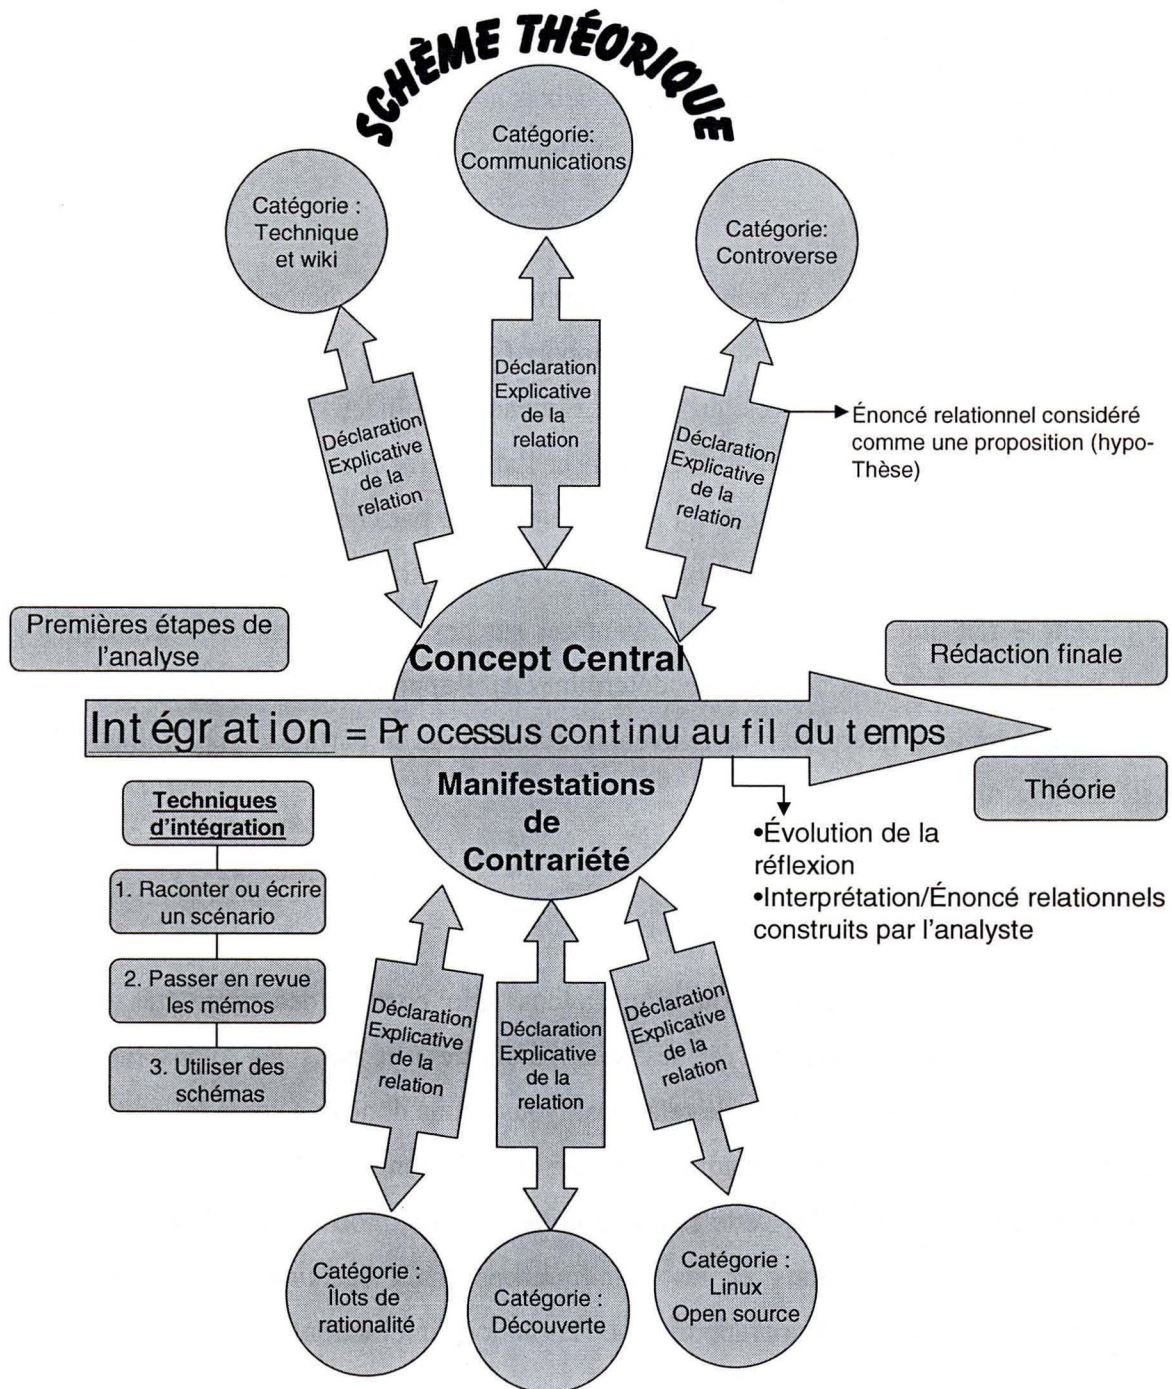 SCHÈME THÉORIQUE
Catégorie:
Communications
Catégorie :
Technique
et wiki
Catégorie:
Controverse
Déclaration
Explicative
de la
relation
Déclaration
Explicative
de la
relation
Déclaration
Explicative
de la
relation
Énoncé relationnel considéré
comme une proposition (hypo-
Thèse)
Premières étapes de
l'analyse
Concept Central
Rédaction finale
Intégration = Processus continu au fil du temps
Techniques
d'intégration
1. Raconter ou écrire
un scénario
2. Passer en revue
les mémos
3. Utiliser des
schémas
Manifestations
de
Contrariété
Théorie
•Évolution de la
réflexion
•Interprétation/Énoncé relationnels
construits par l'analyste
Déclaration
Explicative
de la
relation
Déclaration
Explicative
de la
relation
Déclaration
Explicative
de la
relation
Catégorie :
Îlots de
rationalité
Catégorie :
Découverte
Catégorie :
Linux
Open source